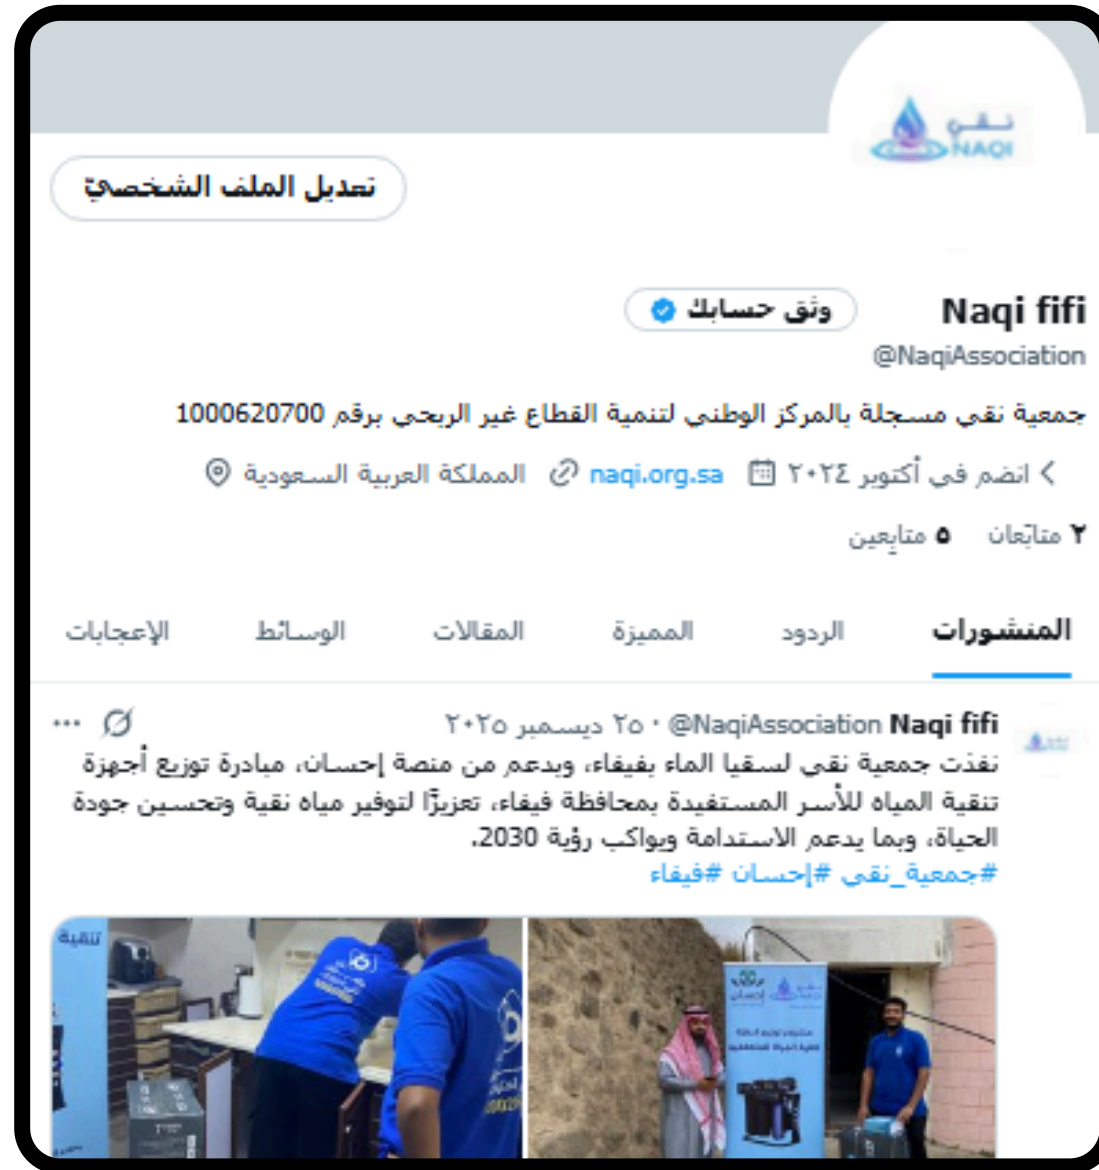 نقي
NAQI
تعديل الملف الشخصيّ
Naqi fifi
وثق حسابك
@NaqiAssociation
جمعية نقي مسجلة بالمركز الوطني لتنمية القطاع غير الربحي برقم 1000620700
المملكة العربية السعودية naqi.org.sa انضم في أكتوبر ٢٠٢٤
٢ متابَعان ٥ متابِعين
المنشورات الردود المميزة المقالات الوسائط الإعجابات
Naqi fifi @NaqiAssociation · ٢٥ ديسمبر ٢٠٢٥
نفذت جمعية نقي لسقيا الماء بفيفاء، وبدعم من منصة إحسان، مبادرة توزيع أجهزة
تنقية المياه للأسر المستفيدة بمحافظة فيفاء، تعزيزًا لتوفير مياه نقية وتحسين جودة
الحياة، وبما يدعم الاستدامة ويواكب رؤية 2030.
#جمعية_نقي #إحسان #فيفاء
تنقية
إحسان
NAQI